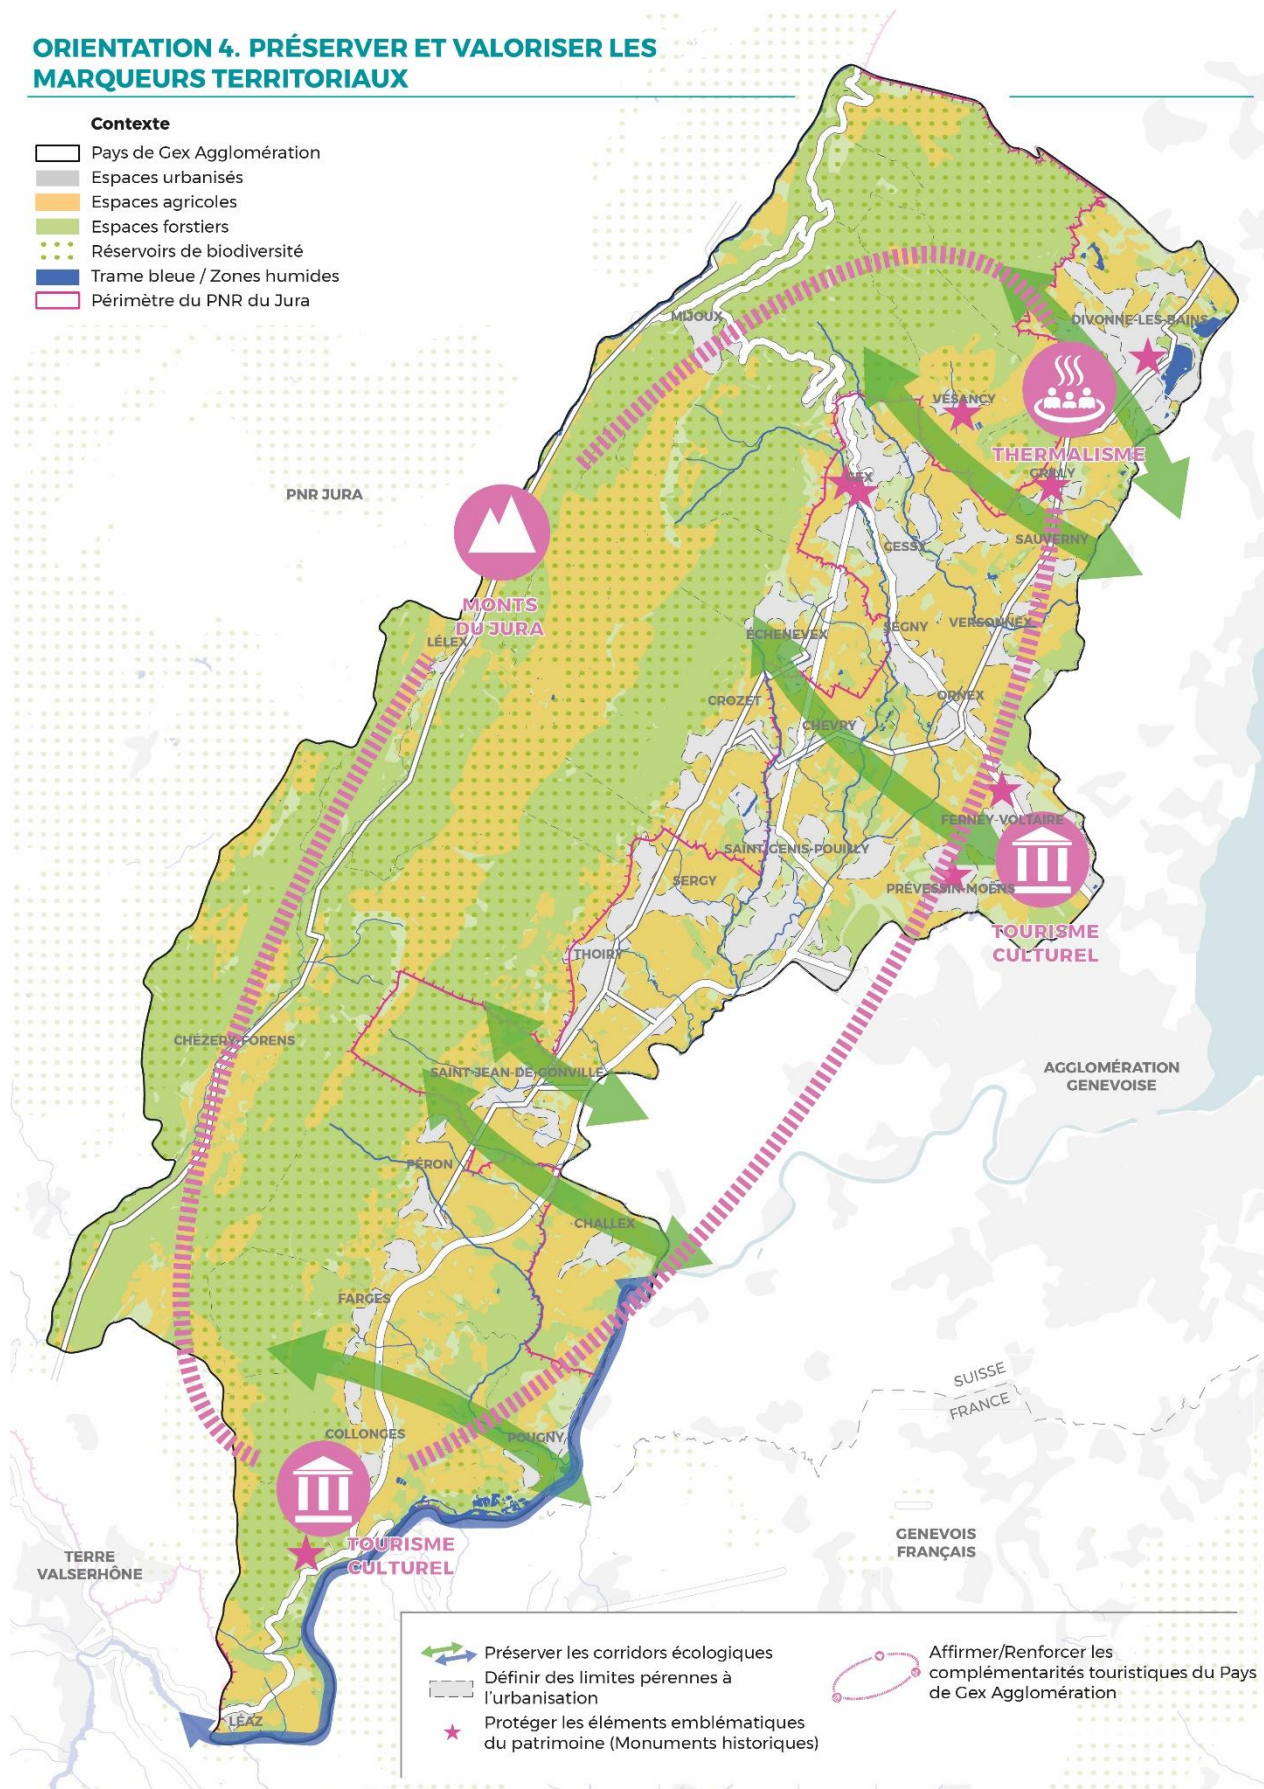 ORIENTATION 4. PRÉSERVER ET VALORISER LES
MARQUEURS TERRITORIAUX
Contexte
Pays de Gex Agglomération
Espaces urbanisés
Espaces agricoles
Espaces forstiers
Réservoirs de biodiversité
Trame bleue / Zones humides
Périmètre du PNR du Jura
MIJOUX
DIVONNE-LES-BAINS
VESANCY
THERMALISME
GRILLY
GEX
PNR JURA
SAUVERNY
CESSY
MONTS
DU JURA
LÉLEX
ÉCHENEVEX
SÉGNY
VERSONNEX
CROZET
ORNEX
CHEVRY
FERNEY-VOLTAIRE
SAINT-GENIS-POUILLY
SERGY
PRÉVESSIN-MOËNS
TOURISME
CULTUREL
THOIRY
CHÉZERY-FORENS
SAINT-JEAN-DE-GONVILLE
AGGLOMÉRATION
GENEVOISE
PÉRON
CHALLEX
FARGES
SUISSE
FRANCE
COLLONGES
POUGNY
TOURISME
CULTUREL
GENEVOIS
FRANÇAIS
TERRE
VALSERHÔNE
LÉAZ
Préserver les corridors écologiques
Définir des limites pérennes à
l'urbanisation
Protéger les éléments emblématiques
du patrimoine (Monuments historiques)
Affirmer/Renforcer les
complémentarités touristiques du Pays
de Gex Agglomération